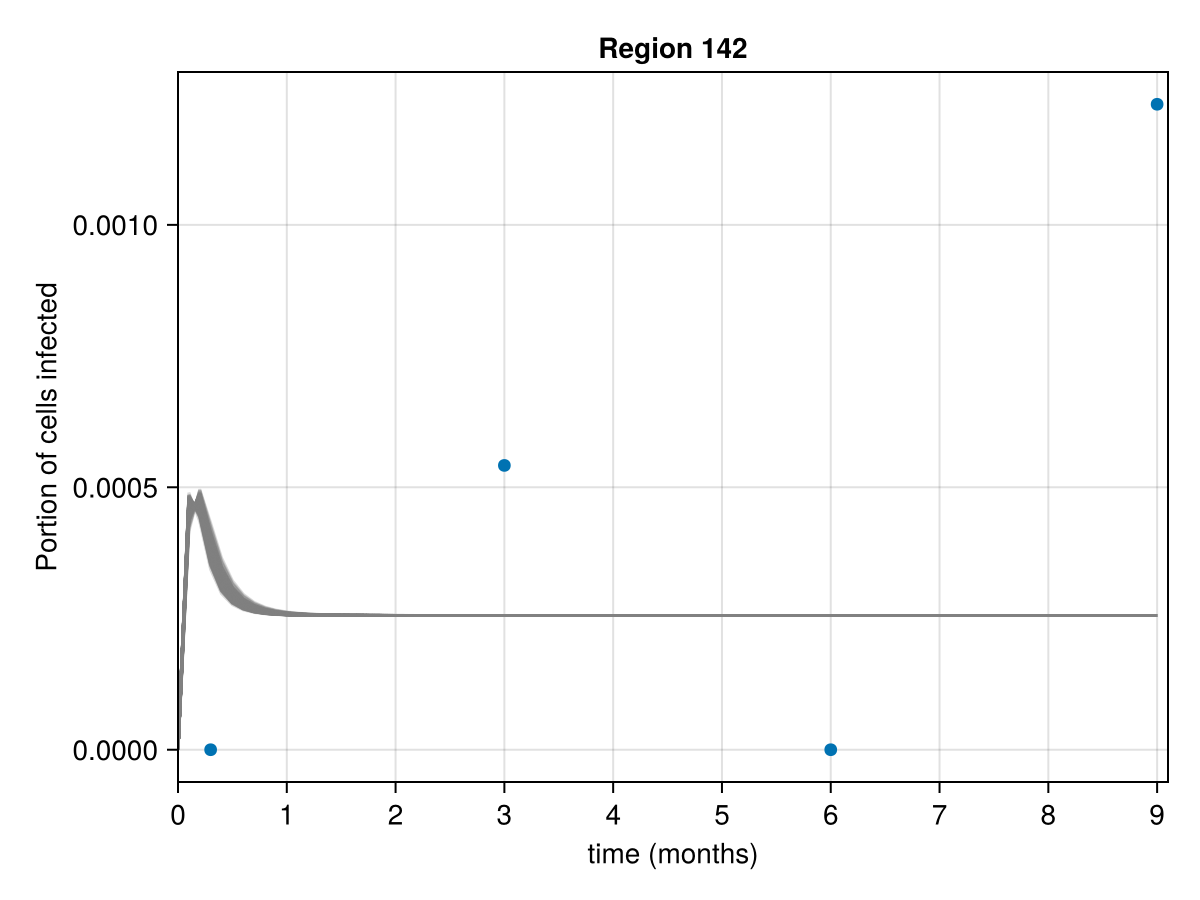 Region 142
Portion of cells infected
0.0010
0.0005
0.0000
0 1 2 3 4 5 6 7 8 9
time (months)